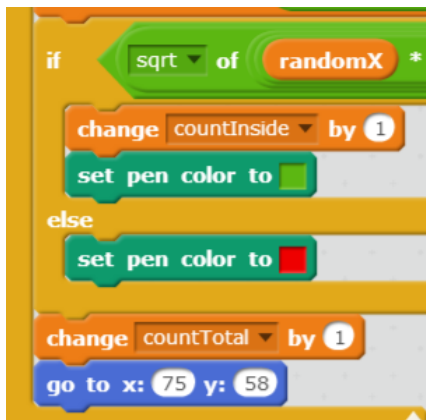 if sqrt of randomX *
change countInside by 1
set pen color to
else
set pen color to
change countTotal by 1
go to x: 75 y: 58